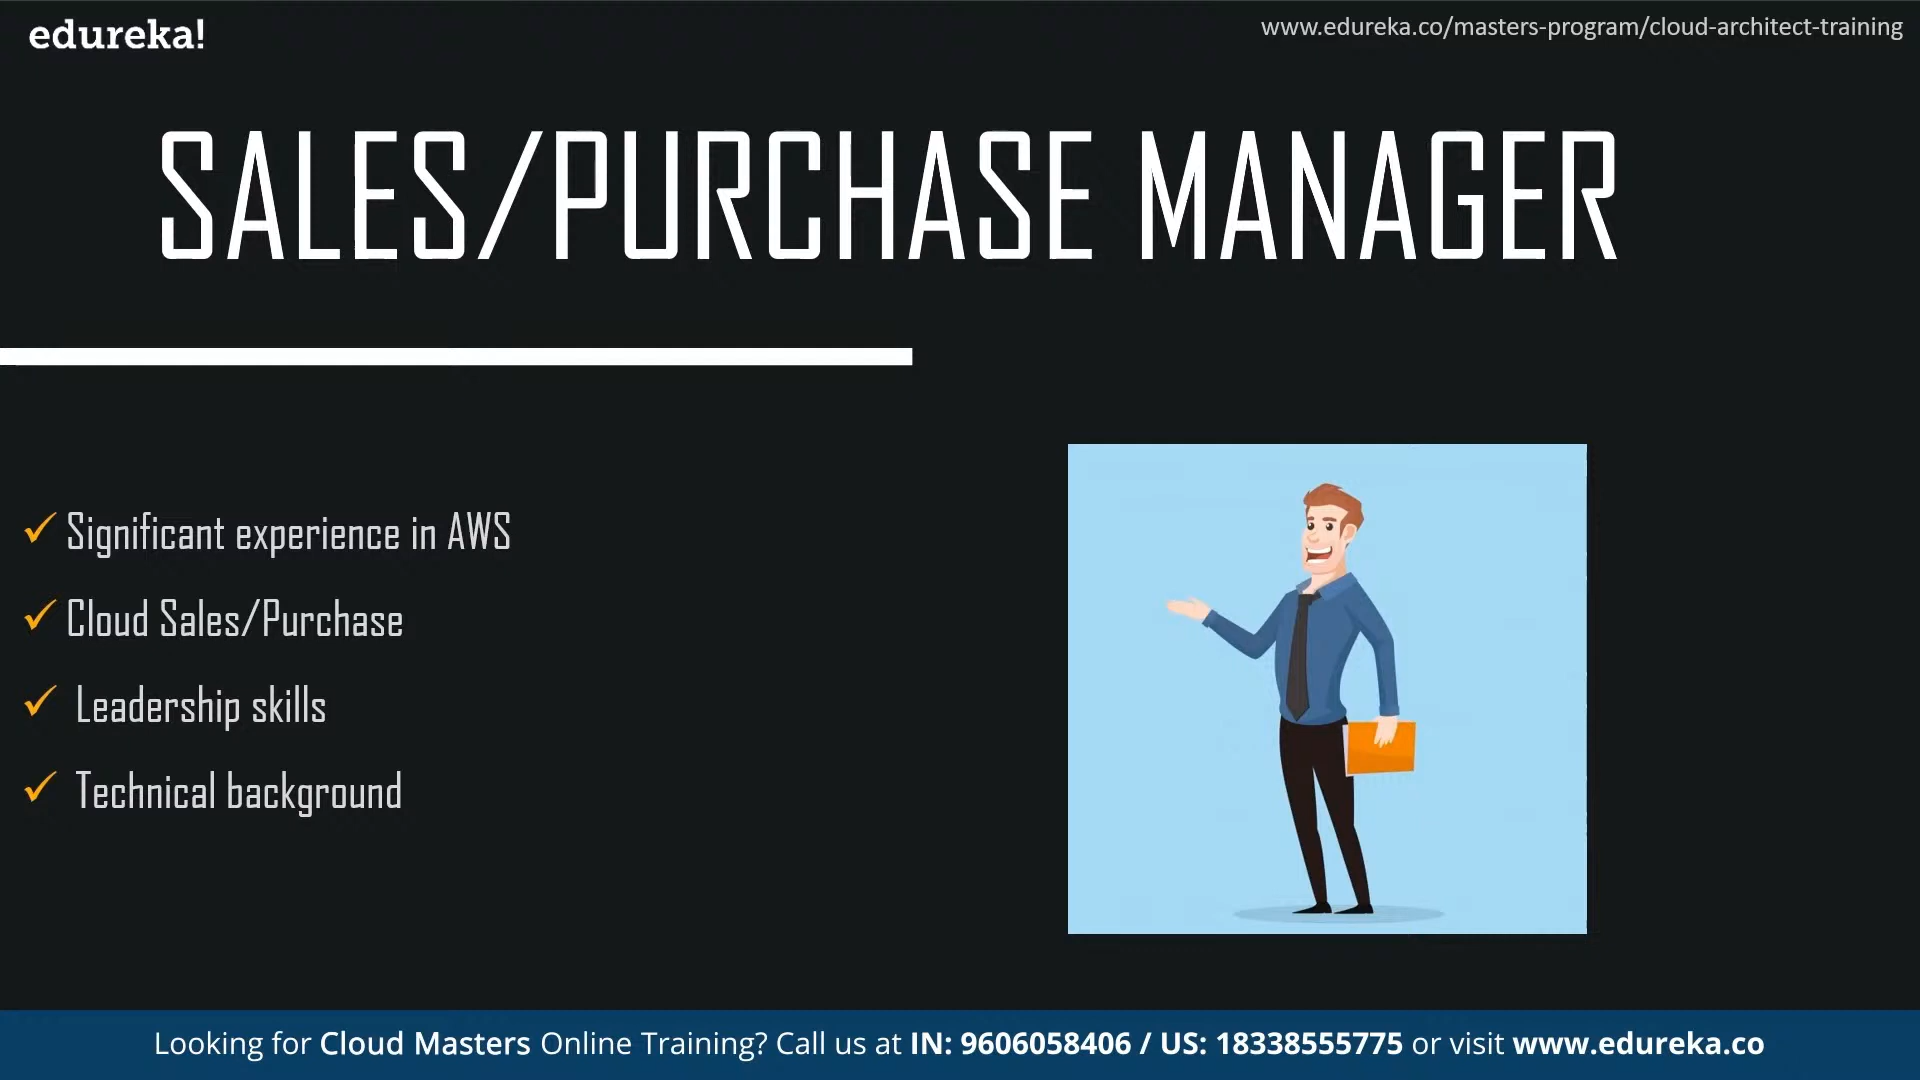 edureka!
www.edureka.co/masters-program/cloud-architect-training
SALES/PURCHASE MANAGER
✓ Significant experience in AWS
✓ Cloud Sales/Purchase
✓ Leadership skills
✓ Technical background
Looking for Cloud Masters Online Training? Call us at IN: 9606058406 / US: 18338555775 or visit www.edureka.co